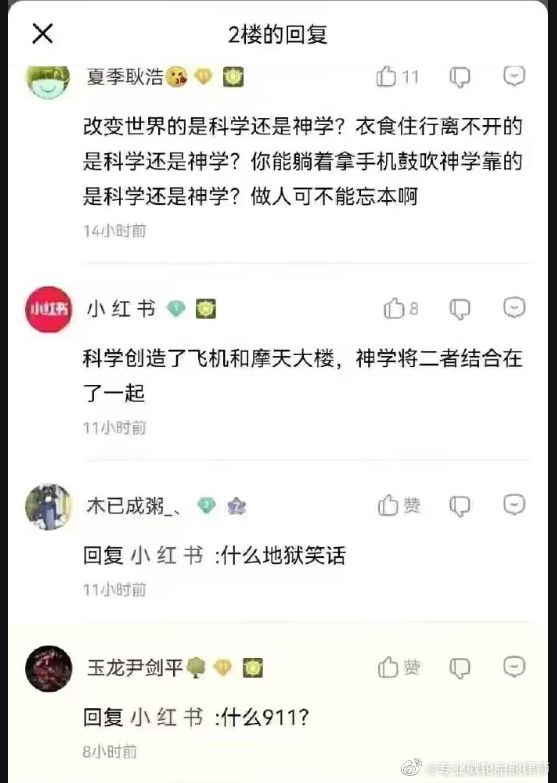 2楼的回复
夏季耿浩 11
11
改变世界的是科学还是神学？衣食住行离不开的
是科学还是神学？你能躺着拿手机鼓吹神学靠的
是科学还是神学？做人可不能忘本啊
14小时前
小红书
小 红 书 1
8
科学创造了飞机和摩天大楼，神学将二者结合在
了一起
11小时前
木已成粥_、 2 7
赞
回复 小 红 书 :什么地狱笑话
11小时前
玉龙尹剑平 11
赞
回复 小 红 书 :什么911?
8小时前